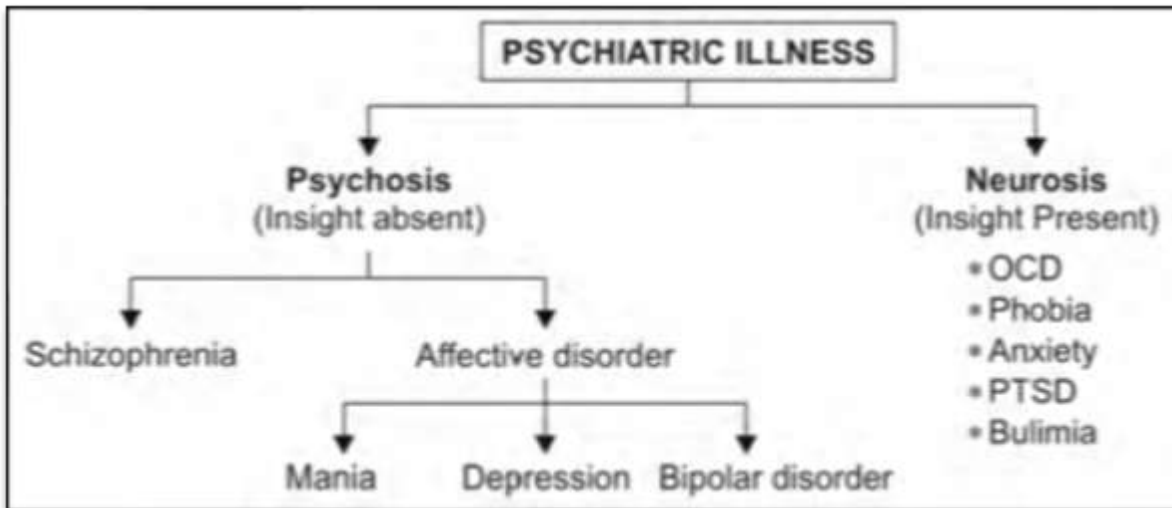 PSYCHIATRIC ILLNESS
Psychosis
(Insight absent)
Neurosis
(Insight Present)
* OCD
* Phobia
* Anxiety
* PTSD
* Bulimia
Schizophrenia
Affective disorder
Mania
Depression
Bipolar disorder